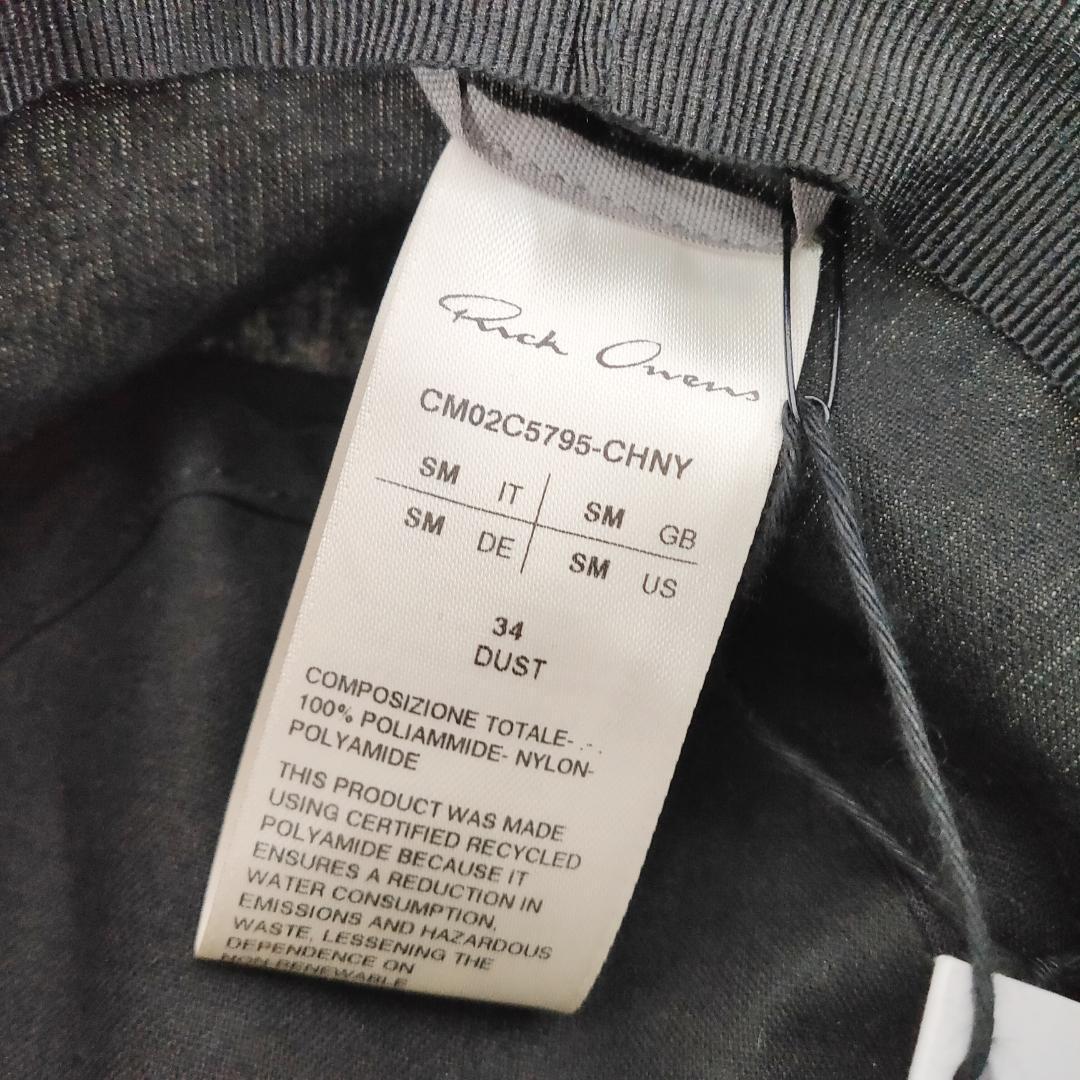 Rick Owens
CM02C5795-CHNY
SM IT SM GB
SM DE SM US
34
DUST
COMPOSIZIONE TOTALE-
100% POLIAMMIDE- NYLON-
POLYAMIDE
THIS PRODUCT WAS MADE
USING CERTIFIED RECYCLED
POLYAMIDE BECAUSE IT
ENSURES A REDUCTION IN
WATER CONSUMPTION,
EMISSIONS AND HAZARDOUS
WASTE, LESSENING THE
DEPENDENCE ON
NON-RENEWABLE